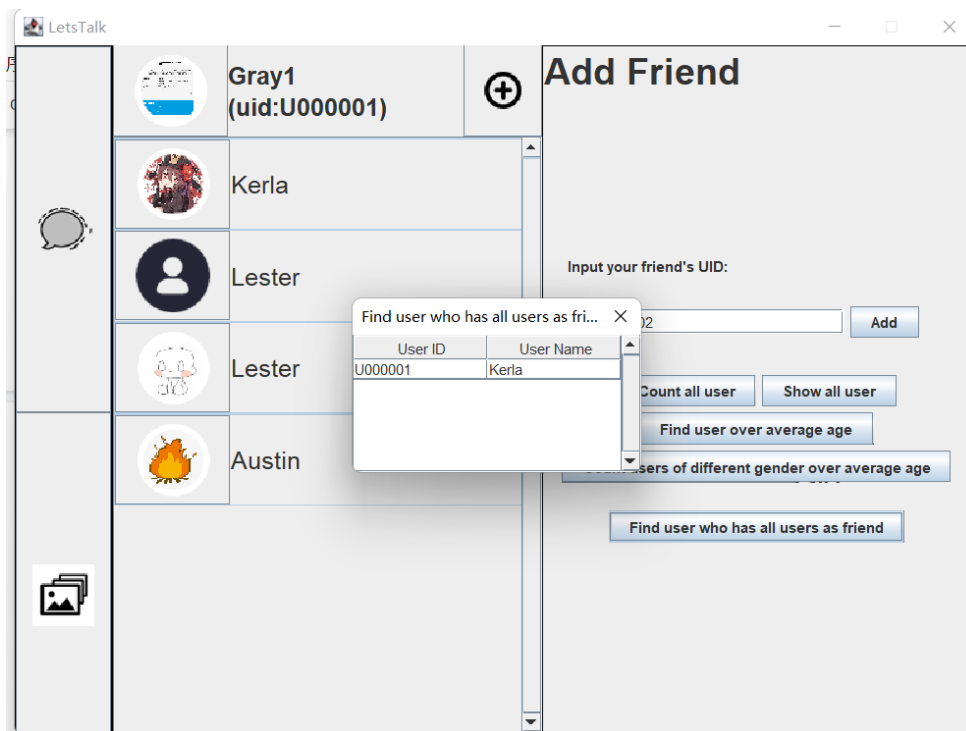 LetsTalk
Gray1
(uid:U000001)
Kerla
Lester
Lester
Austin
Add Friend
Input your friend's UID:
02
Add
Count all user
Show all user
Find user over average age
users of different gender over average age
Find user who has all users as friend
Find user who has all users as fri...
User ID
User Name
U000001
Kerla